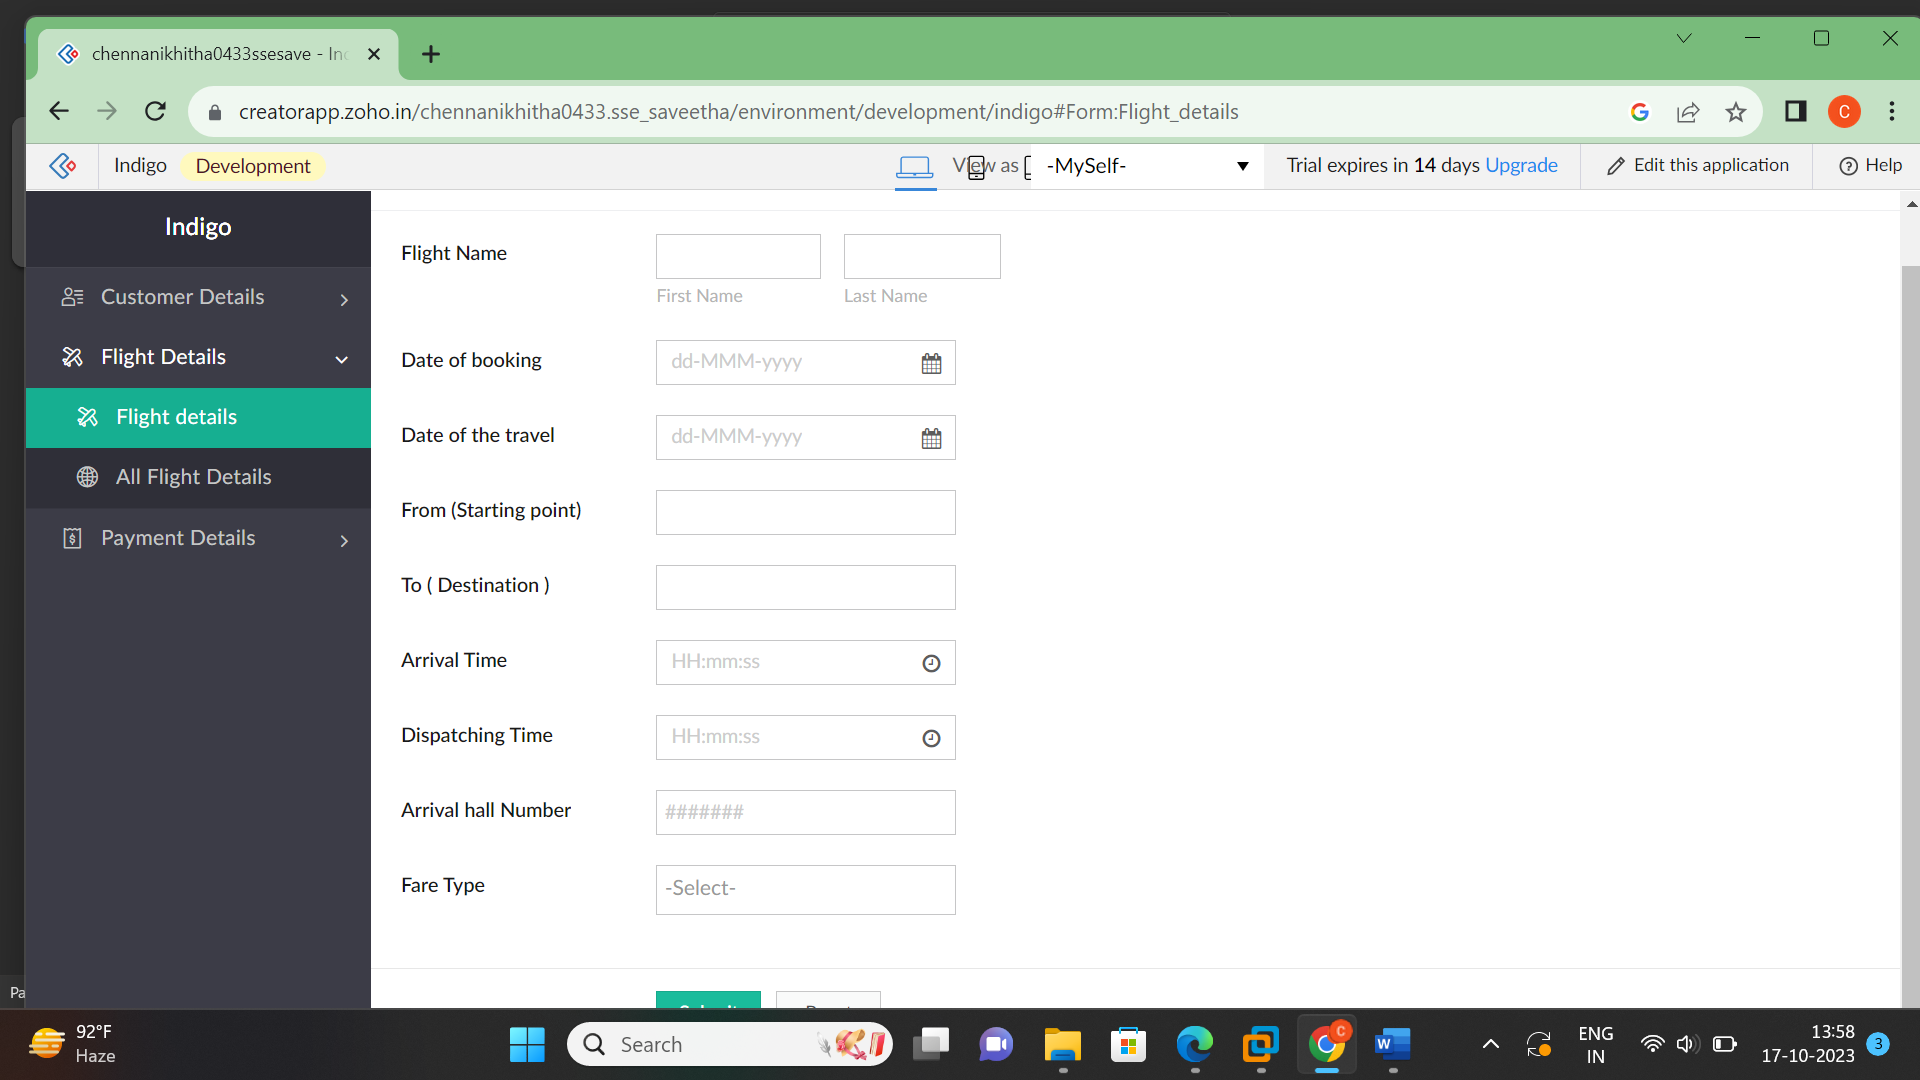 chennanikhitha0433ssesave - Inc
creatorapp.zoho.in/chennanikhitha0433.sse_saveetha/environment/development/indigo#Form:Flight_details
C
Indigo Development View as -MySelf- Trial expires in 14 days Upgrade Edit this application Help
Indigo
Customer Details
Flight Details
Flight details
All Flight Details
Payment Details
Flight Name
First Name Last Name
Date of booking dd-MMM-yyyy
Date of the travel dd-MMM-yyyy
From (Starting point)
To ( Destination )
Arrival Time HH:mm:ss
Dispatching Time HH:mm:ss
Arrival hall Number #######
Fare Type -Select-
Pa
92°F
Haze
Search
C
W
ENG
IN
13:58
17-10-2023
3